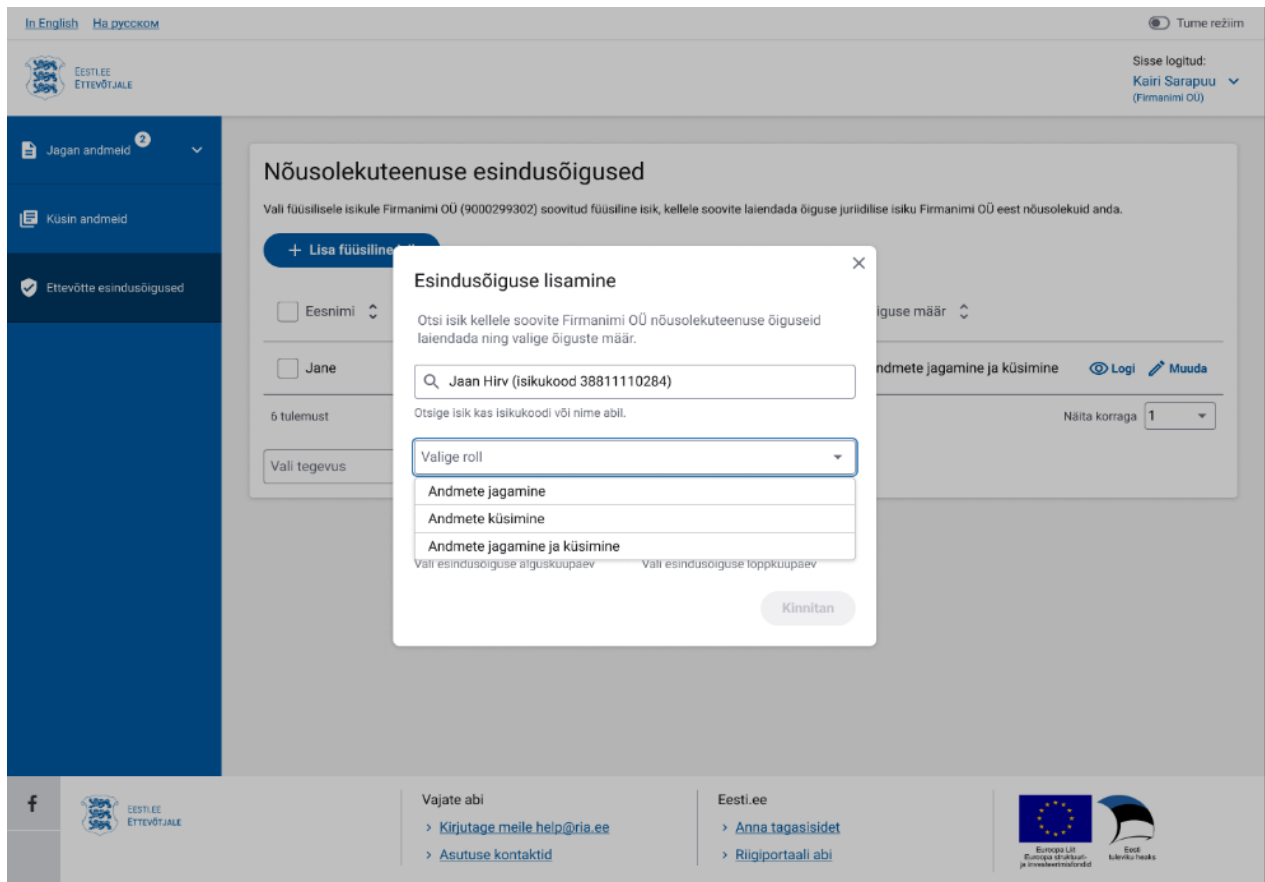 In English На русском
Tume režiim
EESTI.EE
ETTEVÕTJALE
Sisse logitud:
Kairi Sarapuu
(Firmanimi OÜ)
Jagan andmeid 2
Küsin andmeid
Ettevõtte esindusõigused
Nõusolekuteenuse esindusõigused
Vali füüsilisele isikule Firmanimi OÜ (9000299302) soovitud füüsiline isik, kellele soovite laiendada õiguse juriidilise isiku Firmanimi OÜ eest nõusolekuid anda.
+ Lisa füüsiline
Esindusõiguse lisamine
Otsi isik kellele soovite Firmanimi OÜ nõusolekuteenuse õiguseid
laiendada ning valige õiguste määr.
Eesnimi
iguse määr
Jaan Hirv (isikukood 38811110284)
Otsige isik kas isikukoodi või nime abil.
Jane
ndmete jagamine ja küsimine Logi Muuda
6 tulemust
Näita korraga 1
Vali tegevus
Valige roll
Andmete jagamine
Andmete küsimine
Andmete jagamine ja küsimine
Vali esindusõiguse alguskuupäev Vali esindusõiguse lõppkuupäev
Kinnitan
f
EESTI.EE
ETTEVÕTJALE
Vajate abi
Kirjutage meile help@ria.ee
Asutuse kontaktid
Eesti.ee
Anna tagasisidet
Riigiportaali abi
Euroopa Liit
Euroopa struktuuri-
ja investeerimisfondid
Eesti
tuleviku heaks